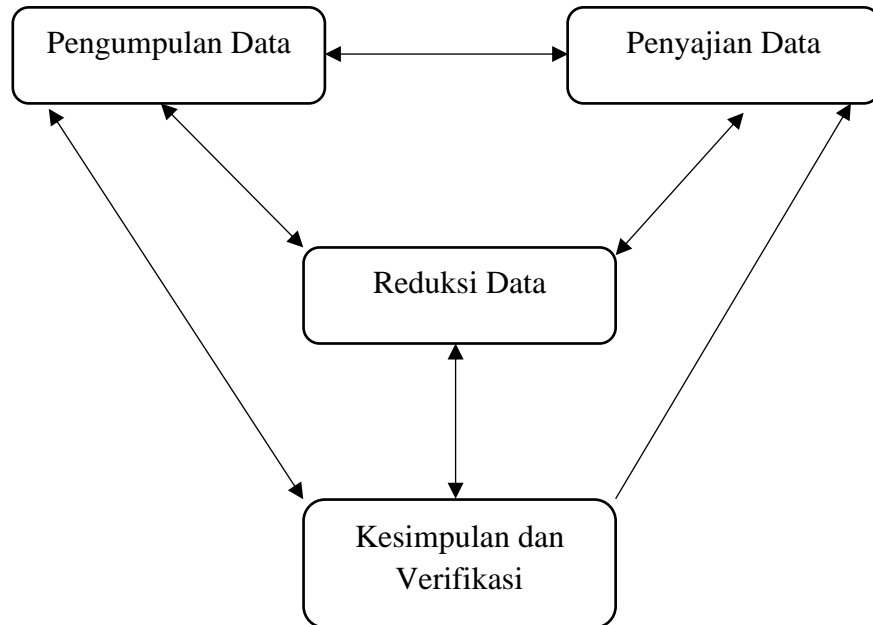 Pengumpulan Data
Penyajian Data
Reduksi Data
Kesimpulan dan
Verifikasi